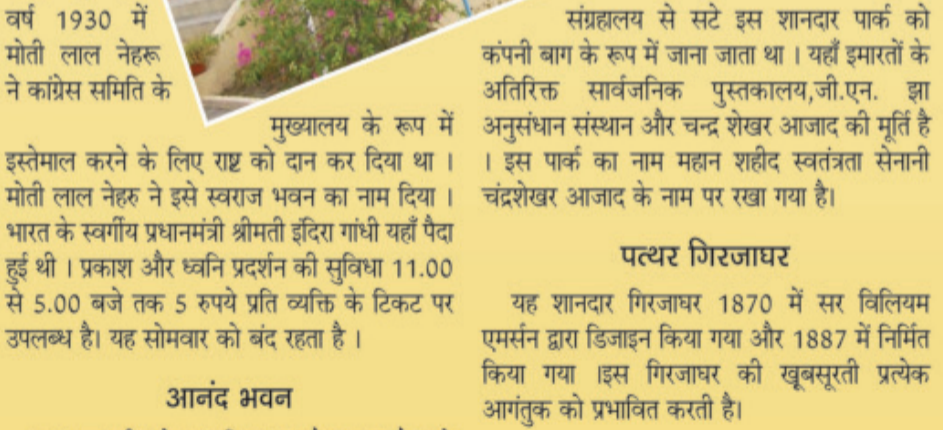 वर्ष 1930 में
मोती लाल नेहरू
ने कांग्रेस समिति के
मुख्यालय के रूप में
इस्तेमाल करने के लिए राष्ट्र को दान कर दिया था ।
मोती लाल नेहरु ने इसे स्वराज भवन का नाम दिया ।
भारत के स्वर्गीय प्रधानमंत्री श्रीमती इंदिरा गांधी यहाँ पैदा
हुई थी । प्रकाश और ध्वनि प्रदर्शन की सुविधा 11.00
से 5.00 बजे तक 5 रुपये प्रति व्यक्ति के टिकट पर
उपलब्ध है। यह सोमवार को बंद रहता है ।
आनंद भवन
संग्रहालय से सटे इस शानदार पार्क को
कंपनी बाग के रूप में जाना जाता था । यहाँ इमारतों के
अतिरिक्त सार्वजनिक पुस्तकालय,जी.एन. झा
अनुसंधान संस्थान और चन्द्र शेखर आजाद की मूर्ति है
। इस पार्क का नाम महान शहीद स्वतंत्रता सेनानी
चंद्रशेखर आजाद के नाम पर रखा गया है।
पत्थर गिरजाघर
यह शानदार गिरजाघर 1870 में सर विलियम
एमर्सन द्वारा डिजाइन किया गया और 1887 में निर्मित
किया गया ।इस गिरजाघर की खूबसूरती प्रत्येक
आगंतुक को प्रभावित करती है।